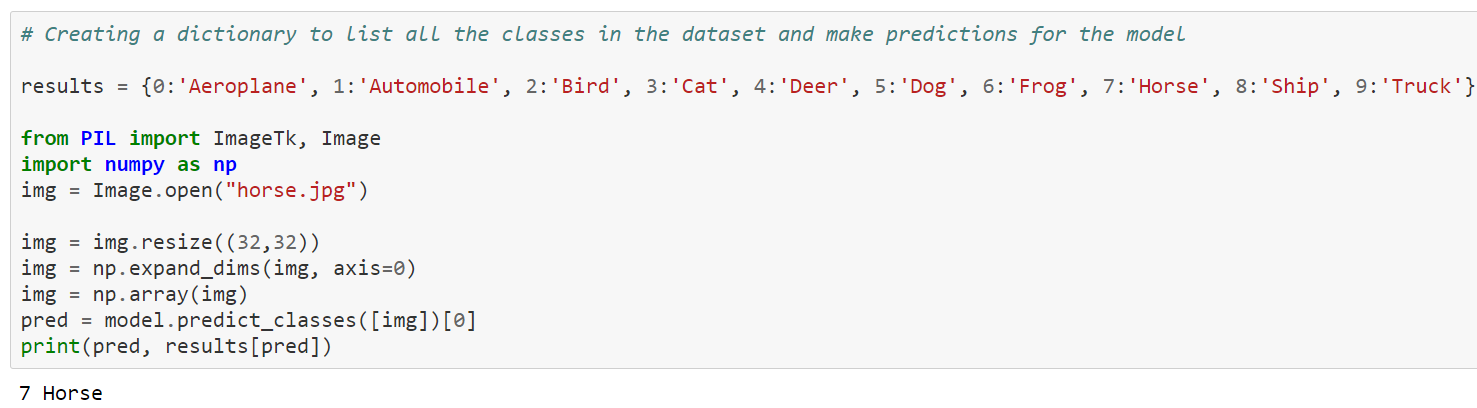 # Creating a dictionary to list all the classes in the dataset and make predictions for the model
results = {0:'Aeroplane', 1:'Automobile', 2:'Bird', 3:'Cat', 4:'Deer', 5:'Dog', 6:'Frog', 7:'Horse', 8:'Ship', 9:'Truck'}
from PIL import ImageTk, Image
import numpy as np
img = Image.open("horse.jpg")
img = img.resize((32,32))
img = np.expand_dims(img, axis=0)
img = np.array(img)
pred = model.predict_classes([img])[0]
print(pred, results[pred])
7 Horse